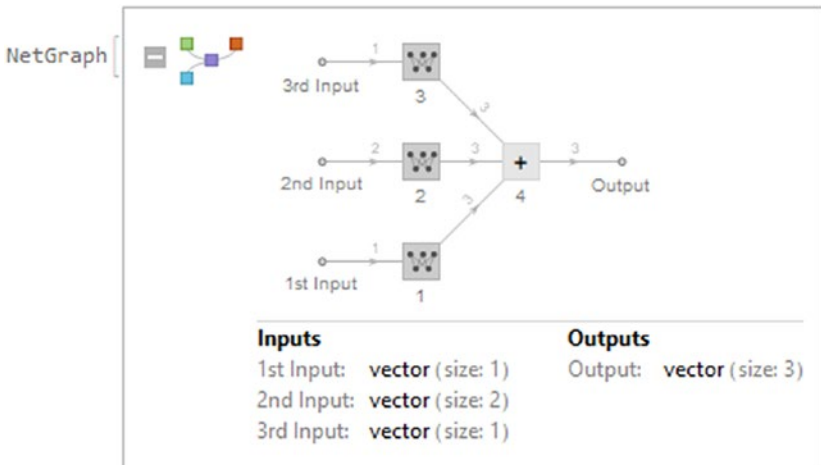 NetGraph
1
3rd Input
3
3
2
3
3
2nd Input
2
+
4
Output
3
1
1st Input
1
Inputs
Outputs
1st Input: vector (size: 1)
Output: vector (size: 3)
2nd Input: vector (size: 2)
3rd Input: vector (size: 1)